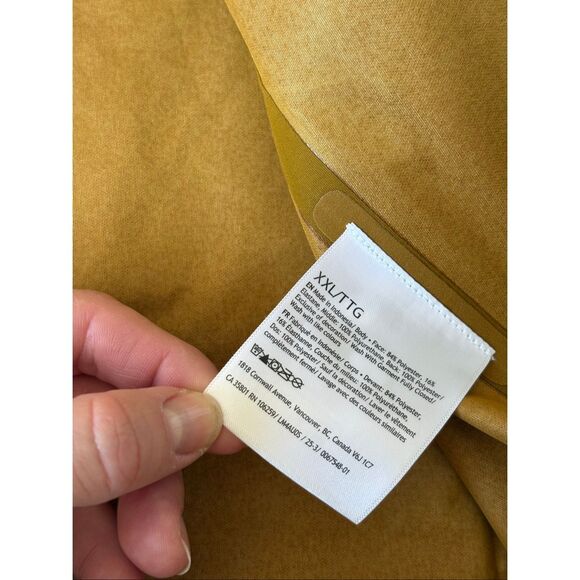 XXL/TTG
EN Made in Indonesia/ Body • Face: 84% Polyester, 16%
Elastane, Middle: 100% Polyurethane, Back: 100% Polyester/
Exclusive of decoration/ Wash With Garment Fully Closed/
Wash with like colours
FR Fabriqué en Indonésie/ Corps • Devant: 84% Polyester,
16% Élasthanne, Couche du milieu: 100% Polyuréthane,
Dos: 100% Polyester/ Sauf la décoration/ Laver le vêtement
complètement fermé/ Lavage avec des couleurs similaires
1818 Cornwall Avenue, Vancouver, BC, Canada V6J 1C7
CA 35801 RN 106259/ LM4AU0S / 25-3/ 0067548-01